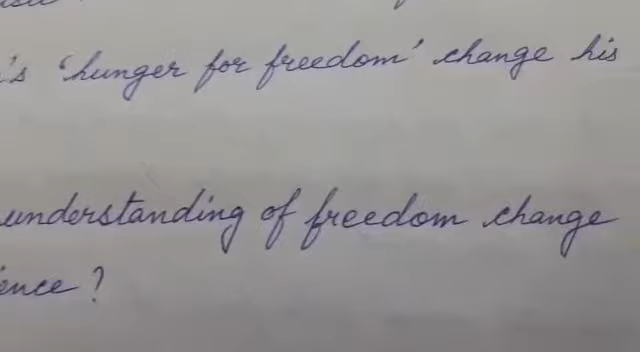 's 'hunger for freedom' change his
understanding of freedom change
ence ?